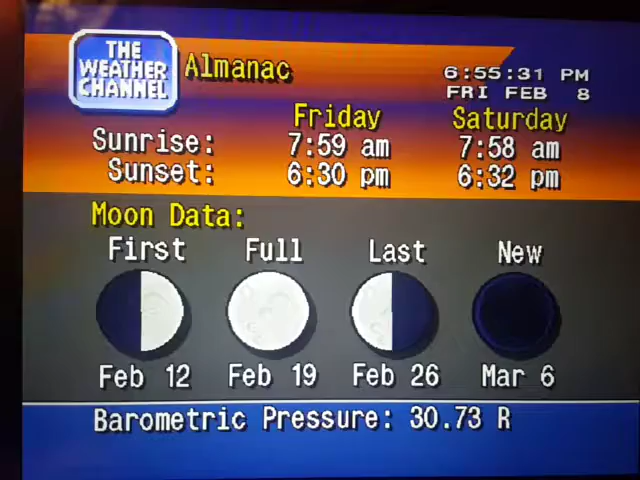 THE
WEATHER
CHANNEL
Almanac
6:55:31 PM
FRI FEB 8
Friday Saturday
Sunrise: 7:59 am 7:58 am
Sunset: 6:30 pm 6:32 pm
Moon Data:
First Full Last New
Feb 12 Feb 19 Feb 26 Mar 6
Barometric Pressure: 30.73 R